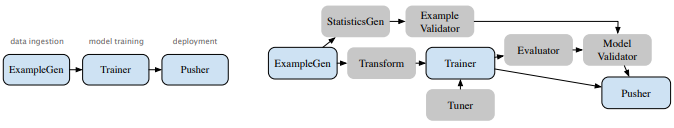 data ingestion
model training
deployment
ExampleGen
Trainer
Pusher
StatisticsGen
Example
Validator
ExampleGen
Transform
Trainer
Evaluator
Model
Validator
Tuner
Pusher